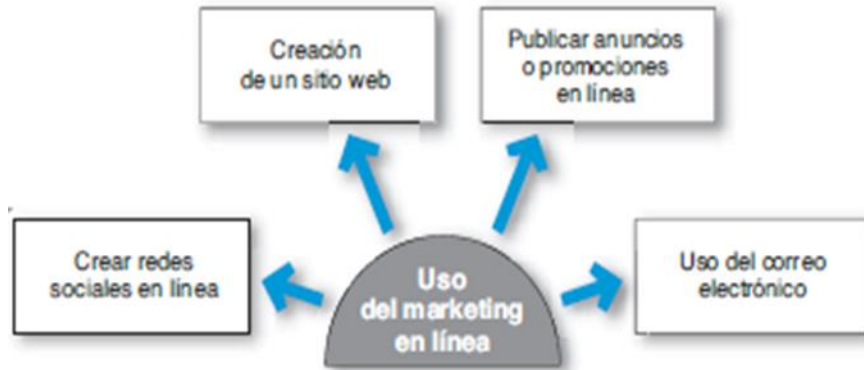 Creación
de un sitio web
Publicar anuncios
o promociones
en línea
Crear redes
sociales en línea
Uso
del marketing
en línea
Uso del correo
electrónico